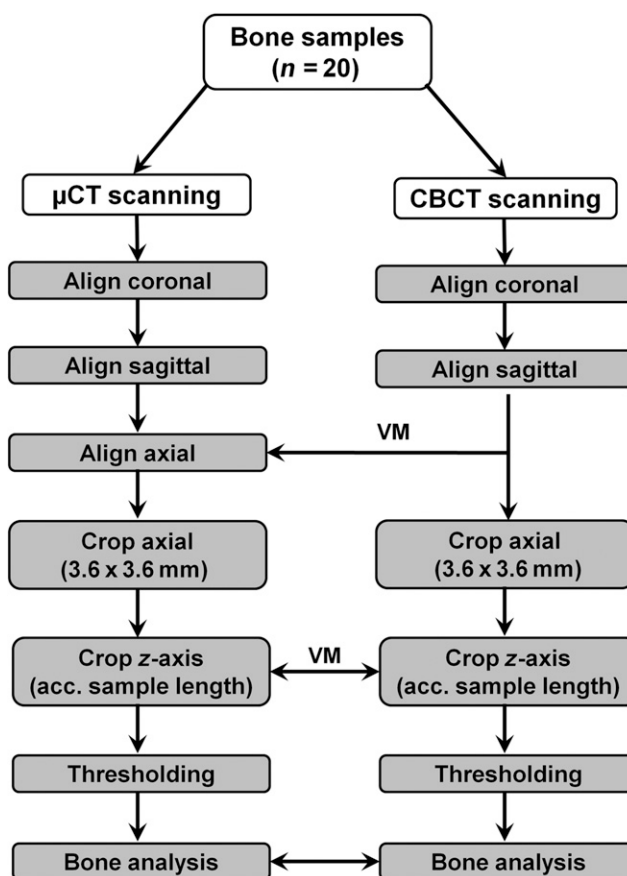 Bone samples
(n = 20)
µCT scanning
CBCT scanning
Align coronal
Align coronal
Align sagittal
Align sagittal
VM
Align axial
Crop axial
(3.6 x 3.6 mm)
Crop axial
(3.6 x 3.6 mm)
Crop z-axis
(acc. sample length)
VM
Crop z-axis
(acc. sample length)
Thresholding
Thresholding
Bone analysis
Bone analysis